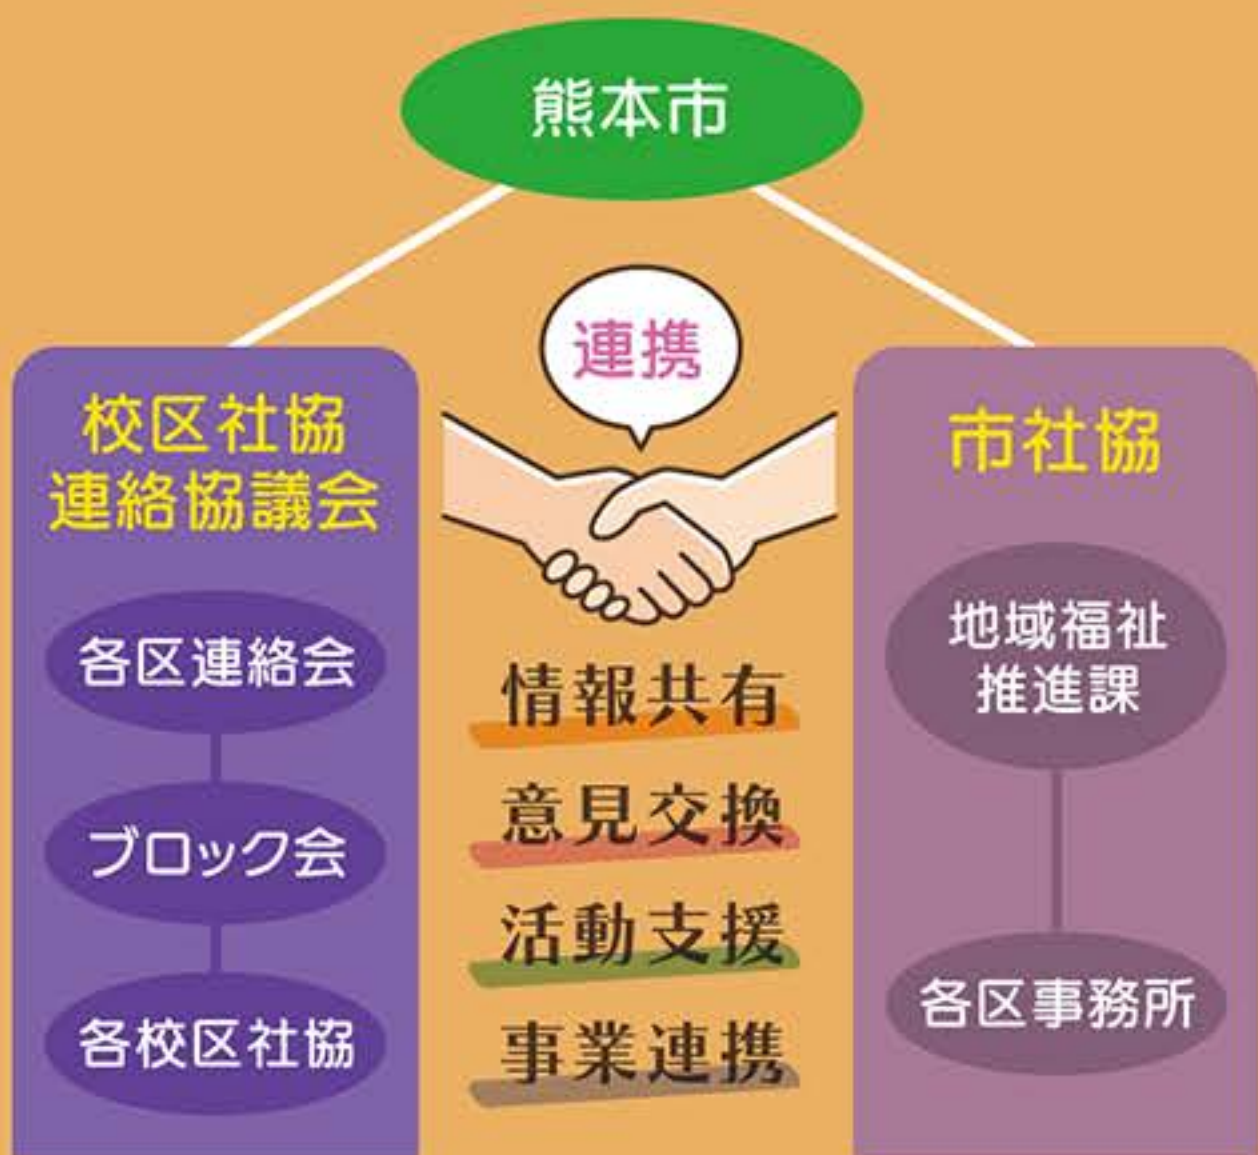 熊本市
連携
校区社協
連絡協議会
各区連絡会
ブロック会
各校区社協
情報共有
意見交換
活動支援
事業連携
市社協
地域福祉
推進課
各区事務所